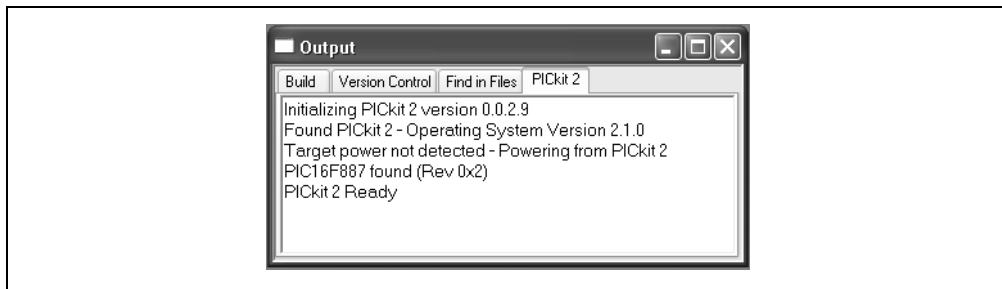 Output
Build Version Control Find in Files PICkit 2
Initializing PICkit 2 version 0.0.2.9
Found PICkit 2 - Operating System Version 2.1.0
Target power not detected - Powering from PICkit 2
PIC16F887 found (Rev 0x2)
PICkit 2 Ready